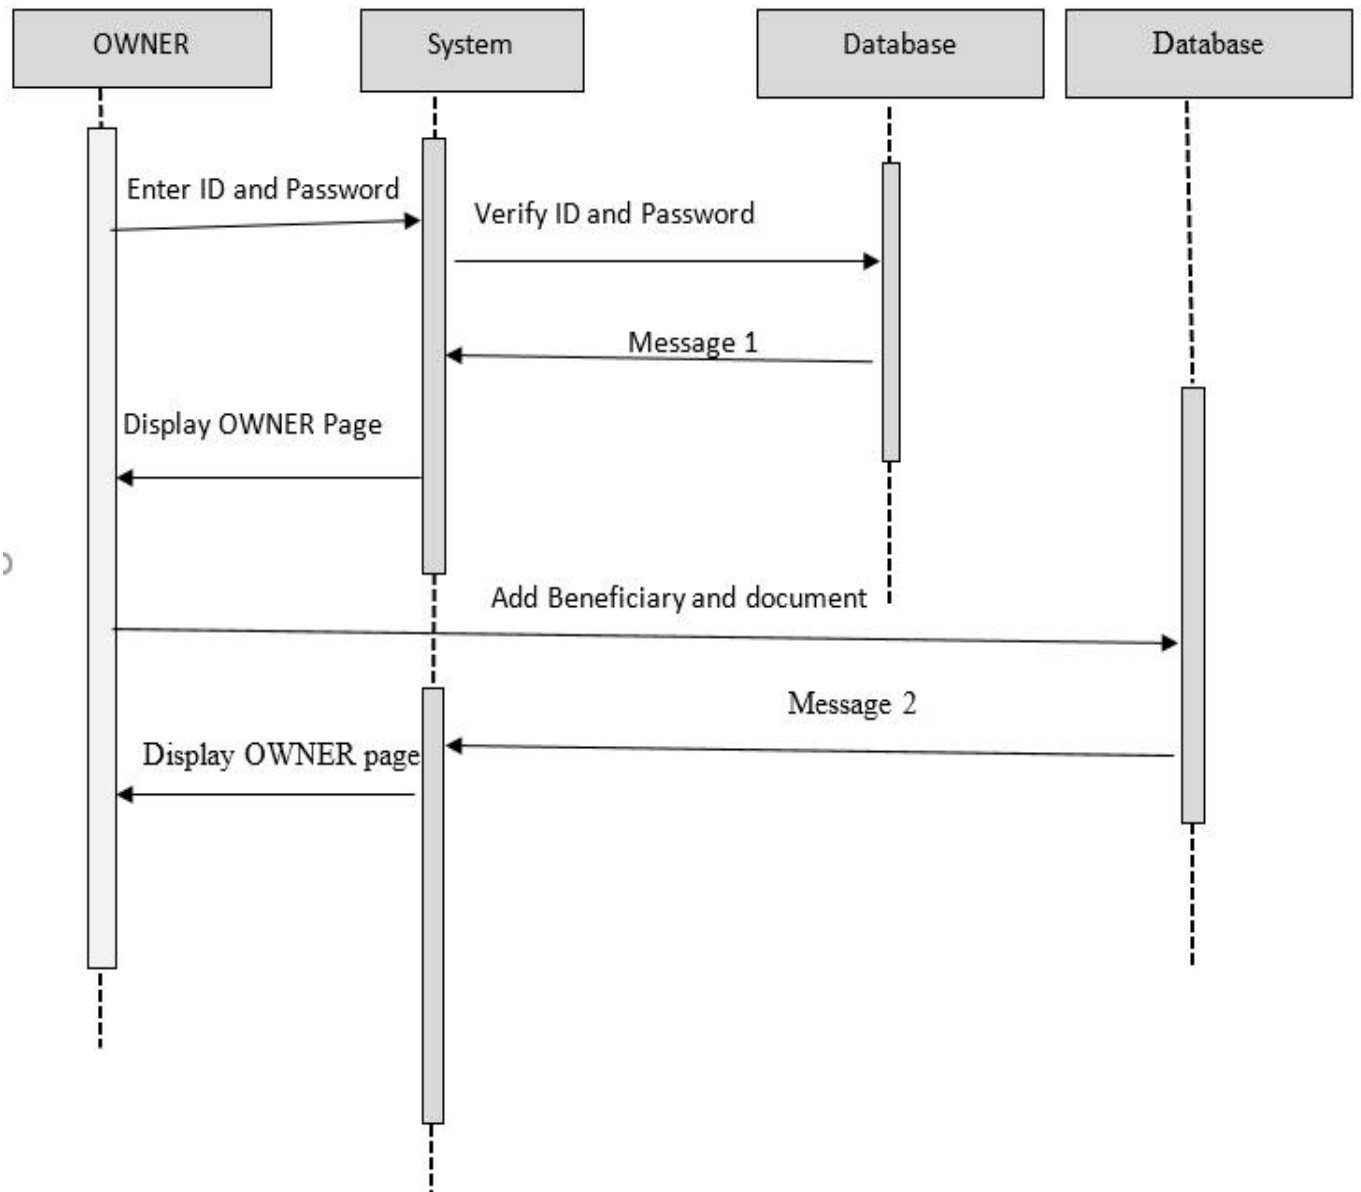 OWNER
System
Database
Database
Enter ID and Password
Verify ID and Password
Message 1
Display OWNER Page
Add Beneficiary and document
Message 2
Display OWNER page